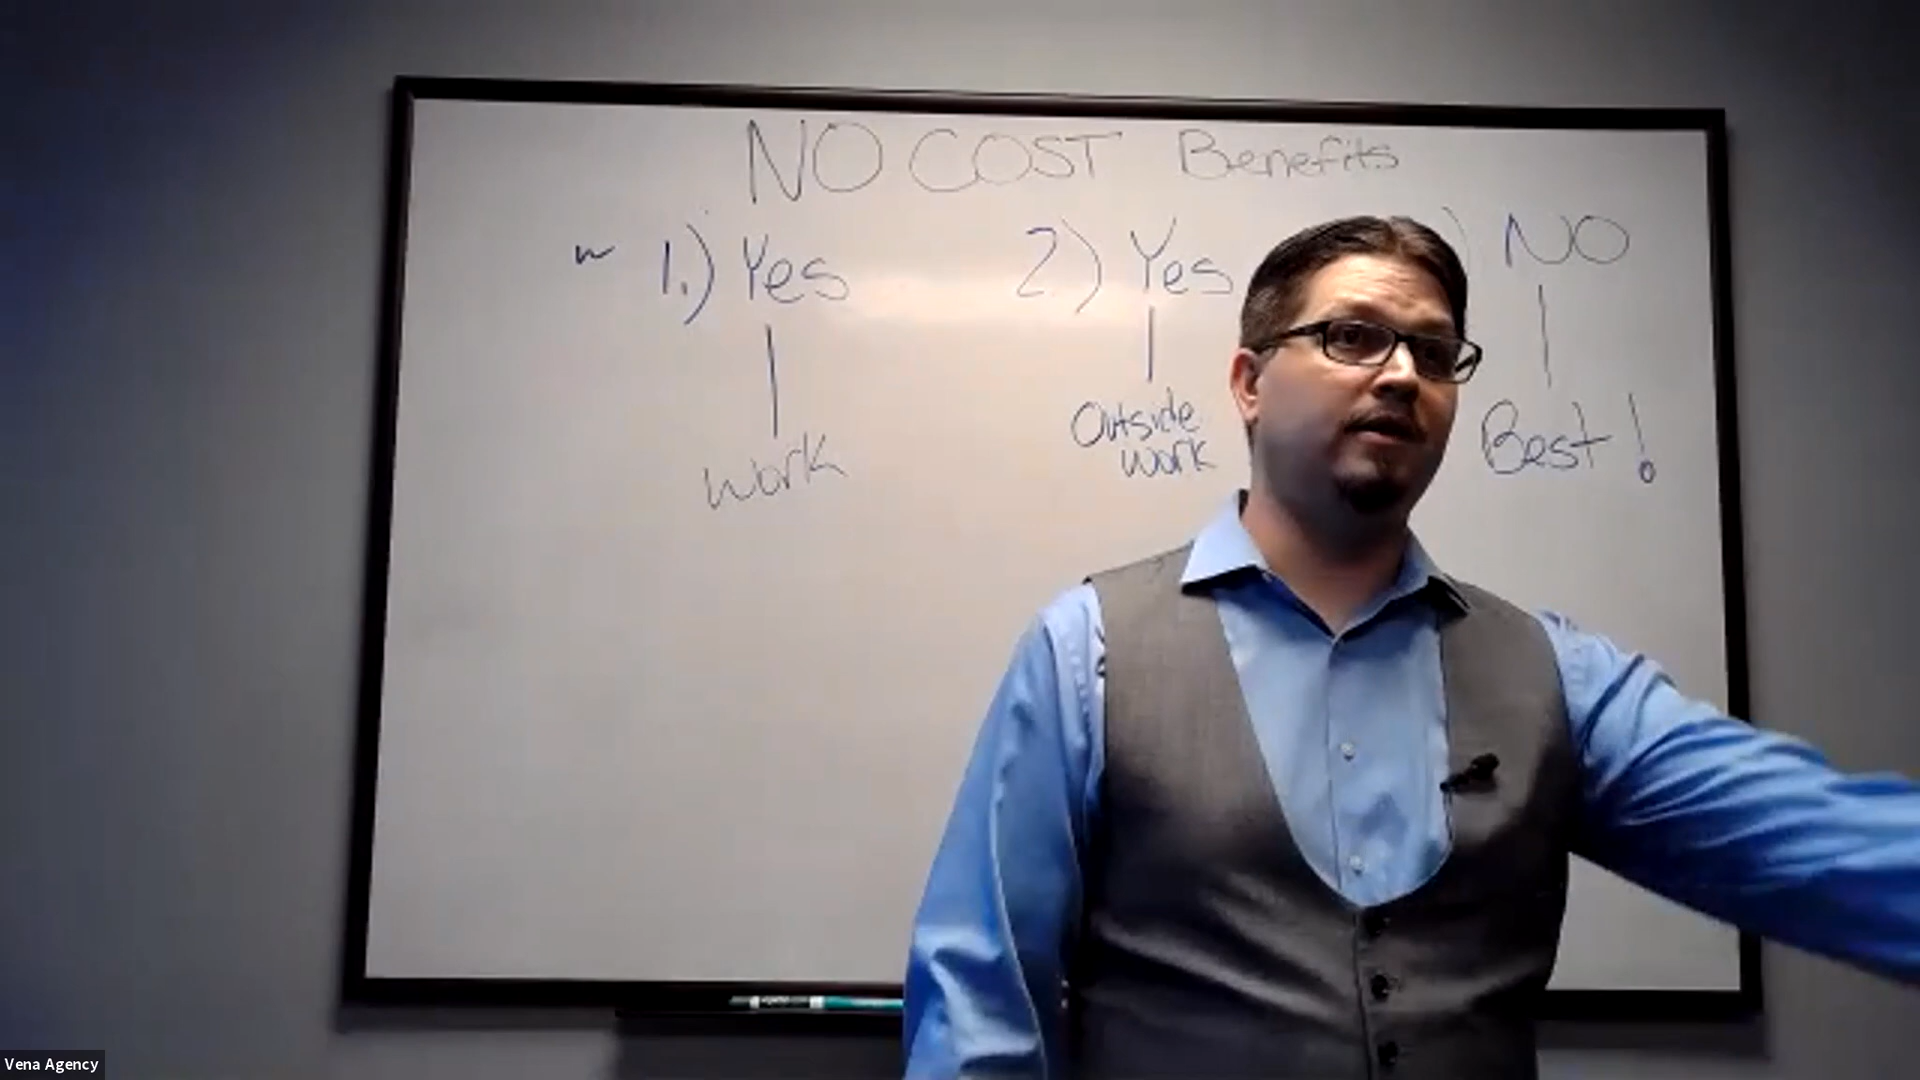 NO COST Benefits
1.) Yes
2) Yes
) NO
work
Outside
work
Best!
Vena Agency